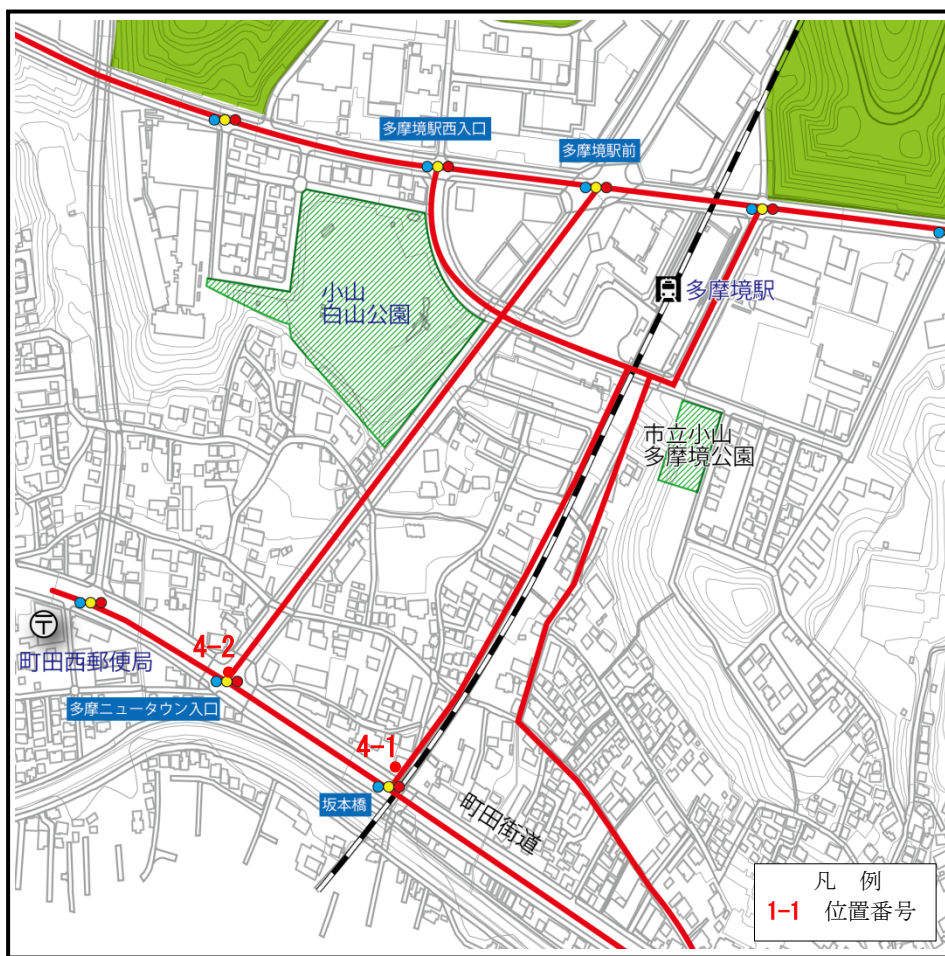 多摩境駅西入口
多摩境駅前
多摩境駅
小山
白山公園
市立小山
多摩境公園
4-2
町田西郵便局
多摩ニュータウン入口
4-1
坂本橋
町田街道
凡 例
1-1 位置番号